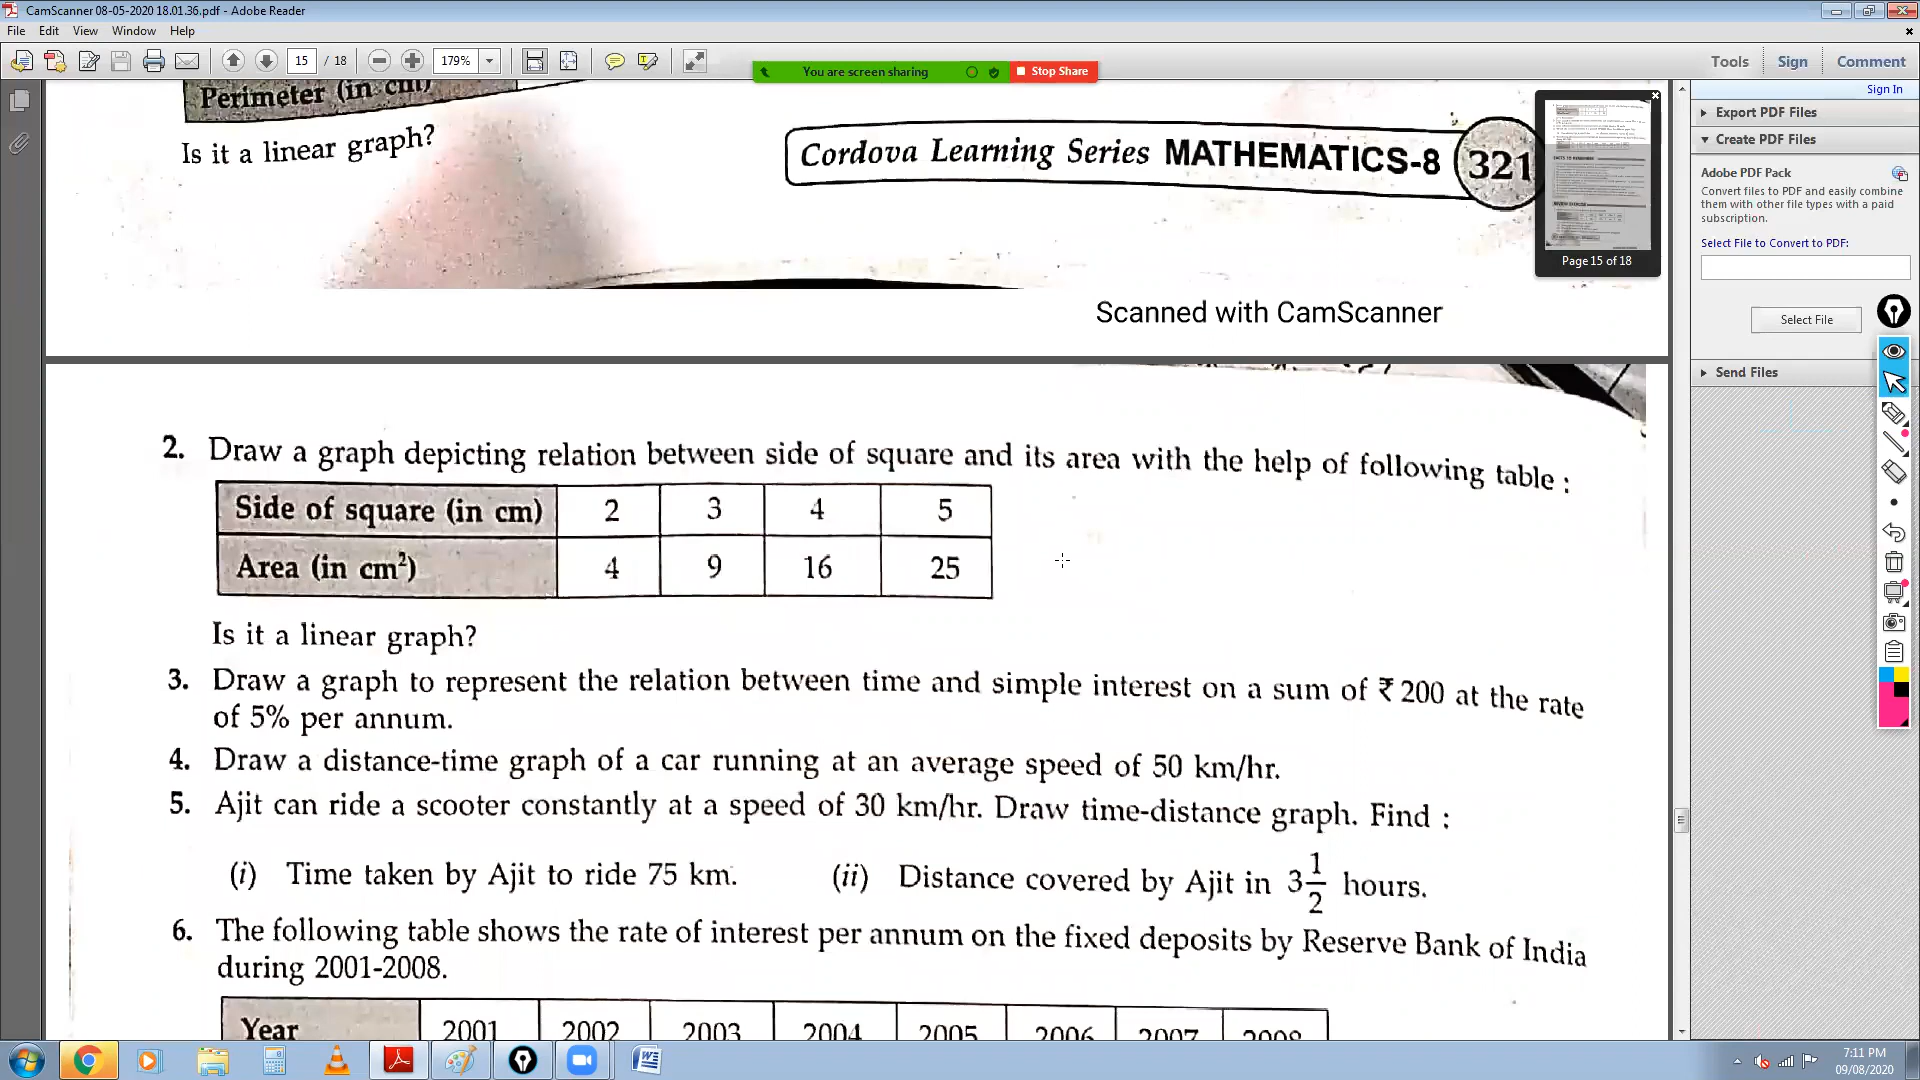 CamScanner 08-05-2020 18.01.36.pdf - Adobe Reader
File Edit View Window Help
15 / 18 179% Tools Sign Comment
You are screen sharing Stop Share
Sign In
Export PDF Files
Create PDF Files
Adobe PDF Pack
Convert files to PDF and easily combine
them with other file types with a paid
subscription.
Select File to Convert to PDF:
Select File
Send Files
Page 15 of 18
Perimeter (in cm)
Is it a linear graph?
Cordova Learning Series MATHEMATICS-8 321
Scanned with CamScanner
2. Draw a graph depicting relation between side of square and its area with the help of following table :
Side of square (in cm) 2 3 4 5
Area (in cm²) 4 9 16 25
Is it a linear graph?
3. Draw a graph to represent the relation between time and simple interest on a sum of ₹ 200 at the rate
of 5% per annum.
4. Draw a distance-time graph of a car running at an average speed of 50 km/hr.
5. Ajit can ride a scooter constantly at a speed of 30 km/hr. Draw time-distance graph. Find :
(i) Time taken by Ajit to ride 75 km. (ii) Distance covered by Ajit in 3 1/2 hours.
6. The following table shows the rate of interest per annum on the fixed deposits by Reserve Bank of India
during 2001-2008.
Year 2001 2002 2003 2004 2005 2006 2007 2008
7:11 PM
09/08/2020